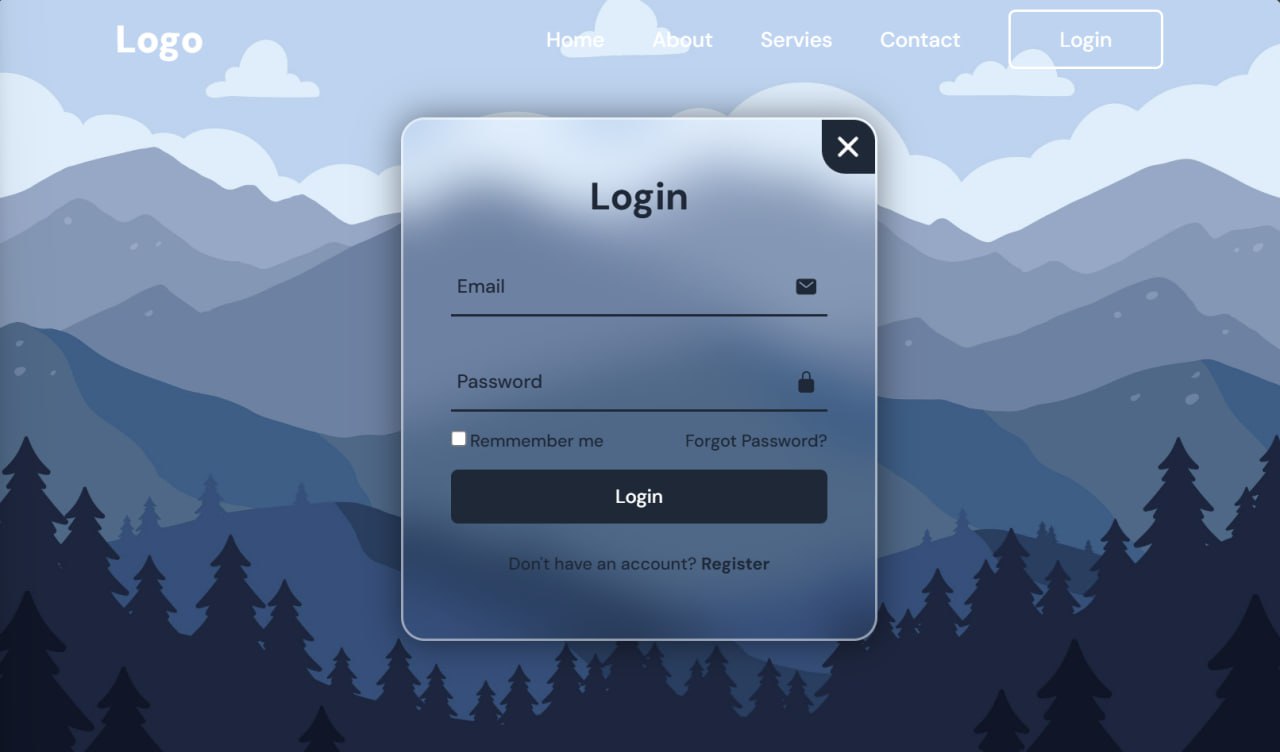 Logo Home About Servies Contact Login
Login
Email
Password
Remmember me Forgot Password?
Login
Don't have an account? Register